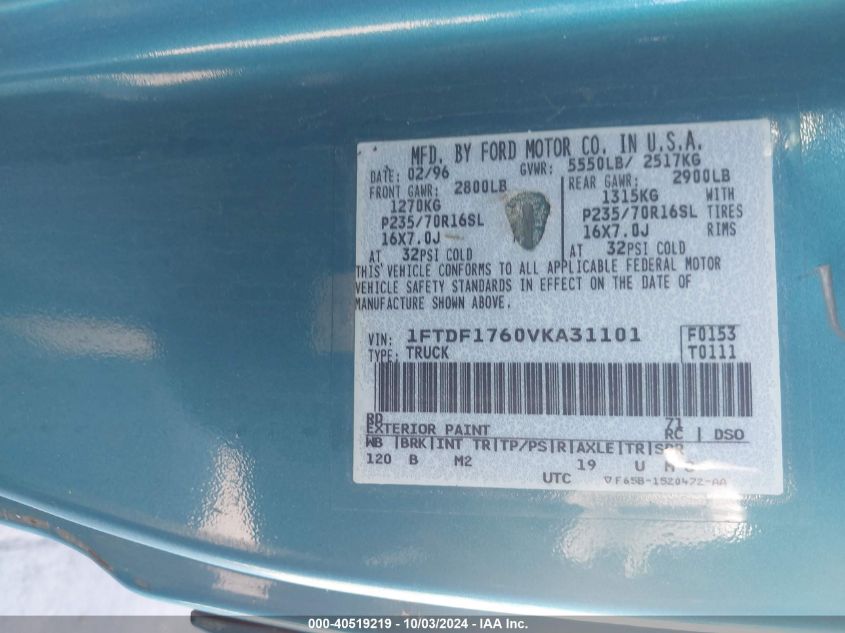 MFD. BY FORD MOTOR CO. IN U.S.A.
DATE: 02/96 GVWR: 5550LB/ 2517KG
FRONT GAWR: 2800LB REAR GAWR: 2900LB
1270KG 1315KG WITH
P235/70R16SL P235/70R16SL TIRES
16X7.0J 16X7.0J RIMS
AT 32PSI COLD AT 32PSI COLD
THIS VEHICLE CONFORMS TO ALL APPLICABLE FEDERAL MOTOR
VEHICLE SAFETY STANDARDS IN EFFECT ON THE DATE OF
MANUFACTURE SHOWN ABOVE.
VIN: 1FTDF1760VKA31101 F0153
TYPE: TRUCK T0111
RD 71
EXTERIOR PAINT RC | DSO
WB |BRK|INT TR|TP/PS|R|AXLE|TR|SPR
120 B M2 19 U
UTC ▽F65B-1520472-AA
000-40519219 - 10/03/2024 - IAA Inc.